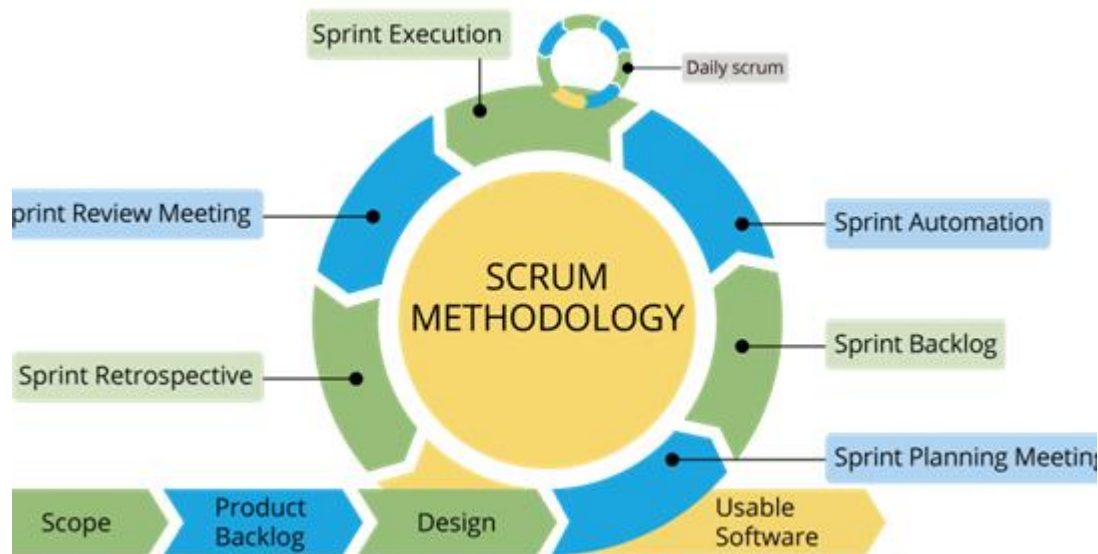 Sprint Execution
Daily scrum
print Review Meeting
Sprint Automation
SCRUM
METHODOLOGY
Sprint Retrospective
Sprint Backlog
Sprint Planning Meeting
Scope
Product
Backlog
Design
Usable
Software